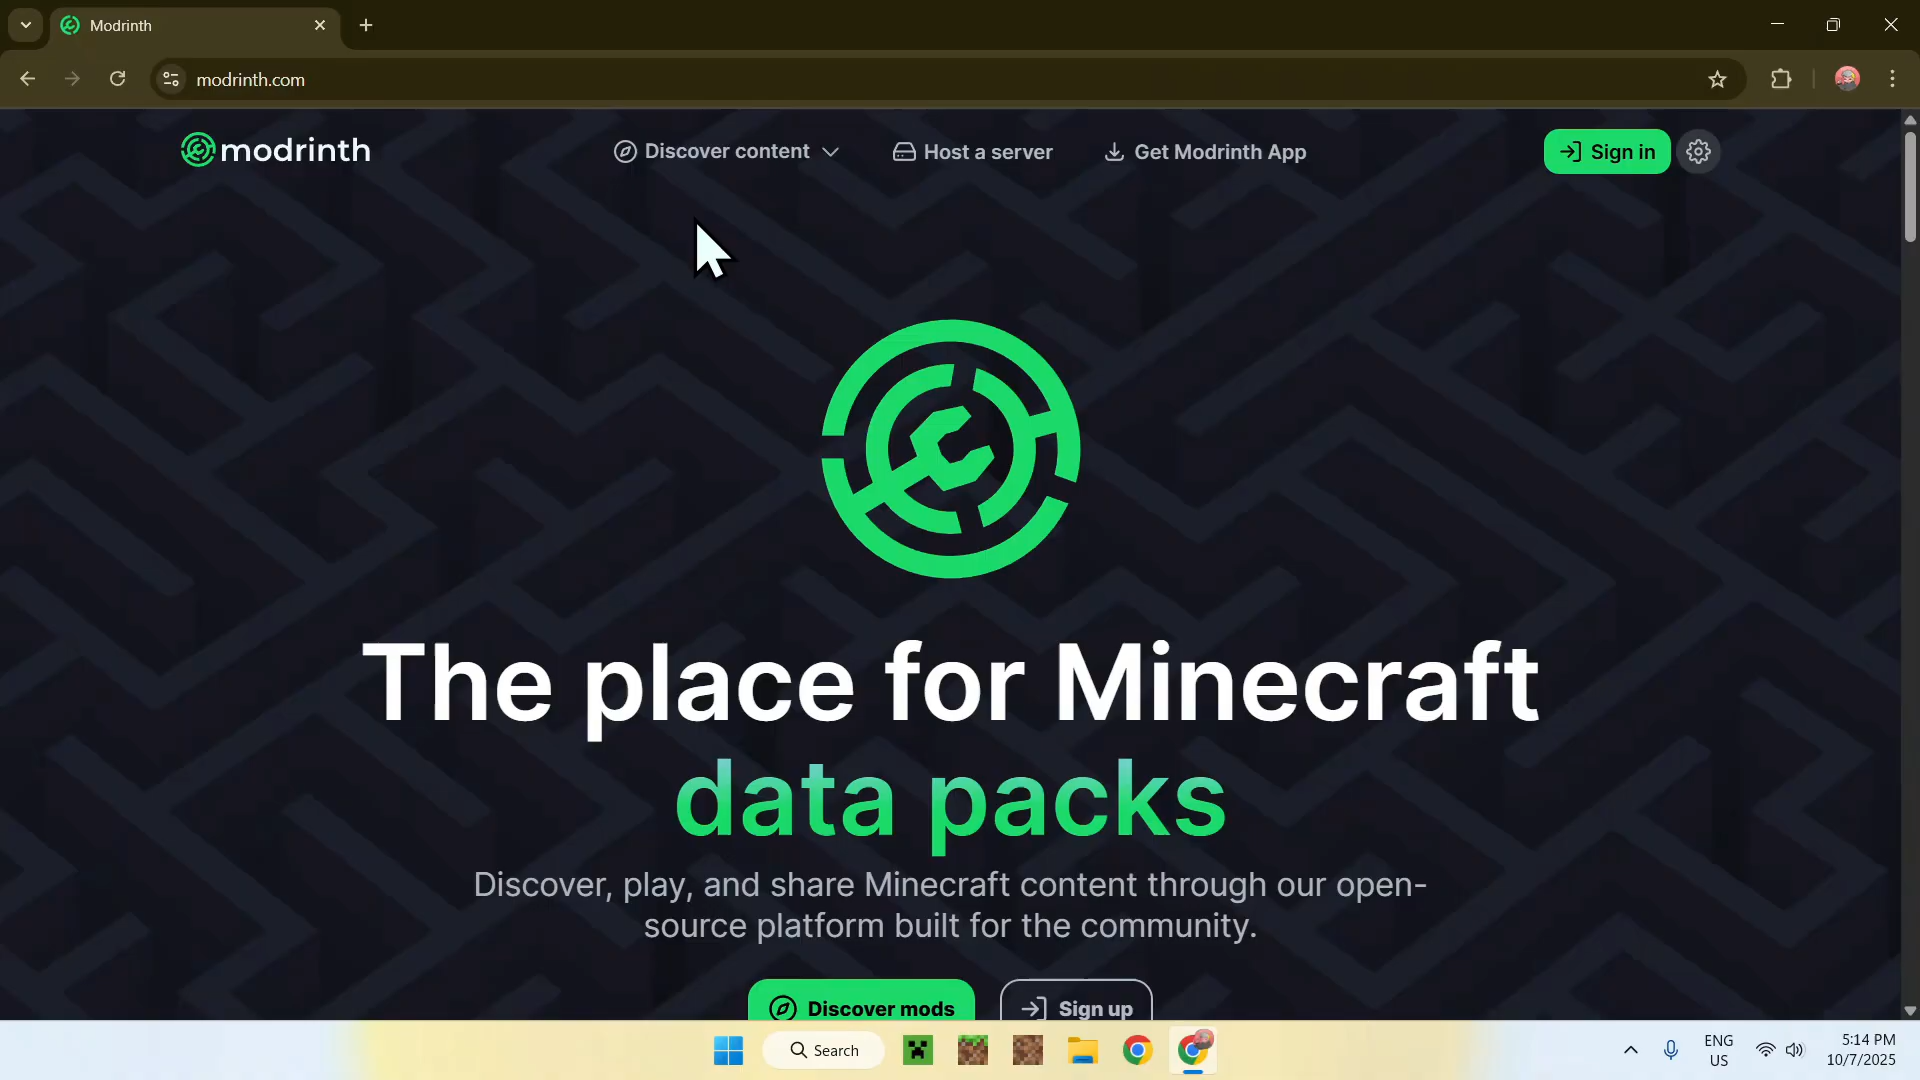 Modrinth
modrinth.com
modrinth
Discover content
Host a server
Get Modrinth App
Sign in
The place for Minecraft
data packs
Discover, play, and share Minecraft content through our open-
source platform built for the community.
Discover mods
Sign up
Search
ENG
US
5:14 PM
10/7/2025